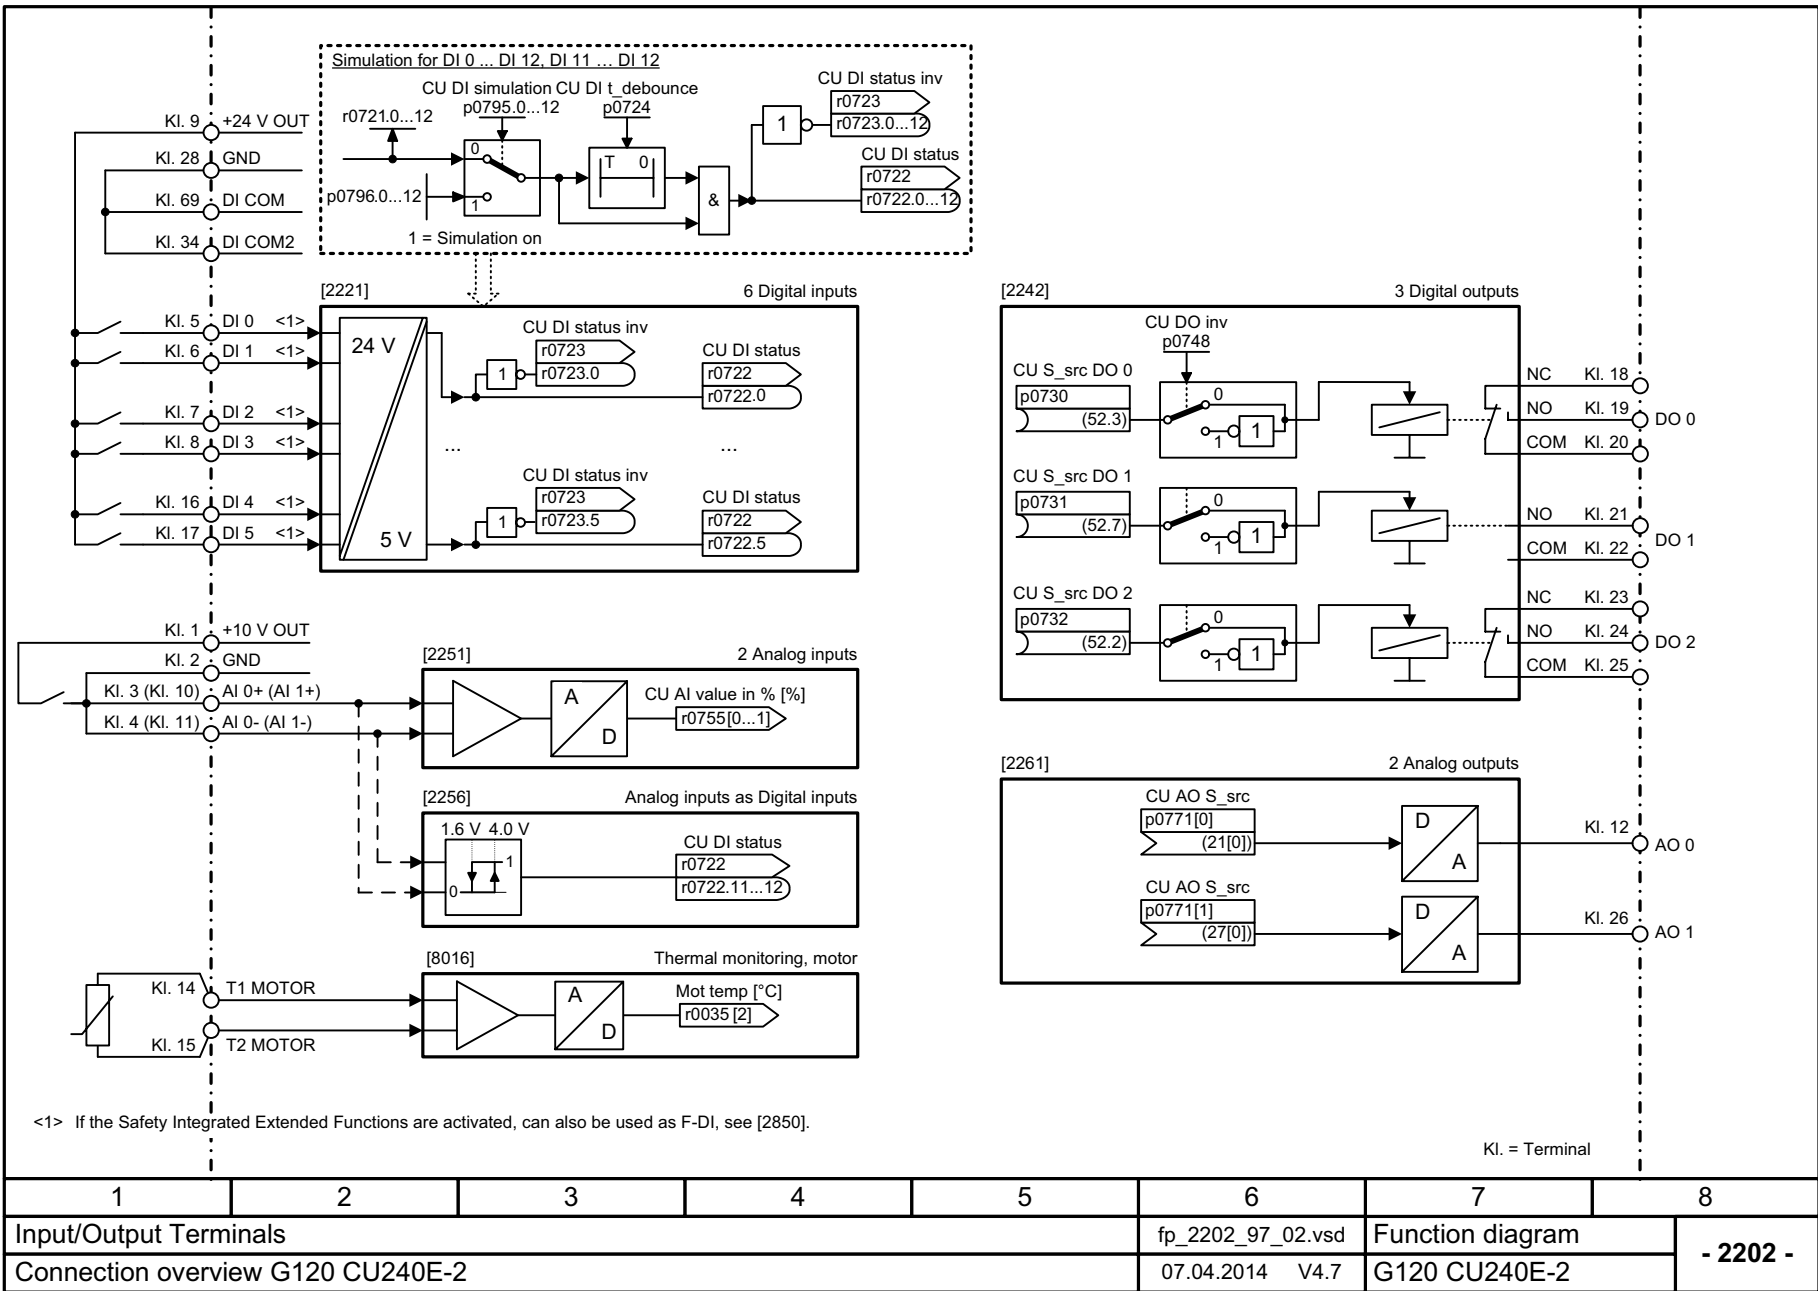 Simulation for DI 0 ... DI 12, DI 11 … DI 12
CU DI simulation
CU DI t_debounce
CU DI status inv
r0721.0...12
p0795.0...12
p0724
r0723
r0723.0...12
0
T 0
1
CU DI status
p0796.0...12
1
&
r0722
r0722.0...12
1 = Simulation on
Kl. 9 +24 V OUT
Kl. 28 GND
Kl. 69 DI COM
Kl. 34 DI COM2
[2221] 6 Digital inputs
Kl. 5 DI 0 <1>
Kl. 6 DI 1 <1>
Kl. 7 DI 2 <1>
Kl. 8 DI 3 <1>
Kl. 16 DI 4 <1>
Kl. 17 DI 5 <1>
24 V
5 V
CU DI status inv
r0723
r0723.0
1
CU DI status
r0722
r0722.0
...
...
CU DI status inv
r0723
r0723.5
1
CU DI status
r0722
r0722.5
Kl. 1 +10 V OUT
Kl. 2 GND
Kl. 3 (Kl. 10) AI 0+ (AI 1+)
Kl. 4 (Kl. 11) AI 0- (AI 1-)
[2251] 2 Analog inputs
A
D
CU AI value in % [%]
r0755[0...1]
[2256] Analog inputs as Digital inputs
1.6 V 4.0 V
1
0
CU DI status
r0722
r0722.11...12
[8016] Thermal monitoring, motor
Kl. 14 T1 MOTOR
Kl. 15 T2 MOTOR
A
D
Mot temp [°C]
r0035 [2]
[2242] 3 Digital outputs
CU DO inv
p0748
CU S_src DO 0
p0730
(52.3)
0
1
1
NC Kl. 18
NO Kl. 19
COM Kl. 20
DO 0
CU S_src DO 1
p0731
(52.7)
0
1
1
NO Kl. 21
COM Kl. 22
DO 1
CU S_src DO 2
p0732
(52.2)
0
1
1
NC Kl. 23
NO Kl. 24
COM Kl. 25
DO 2
[2261] 2 Analog outputs
CU AO S_src
p0771[0]
(21[0])
D
A
Kl. 12
AO 0
CU AO S_src
p0771[1]
(27[0])
D
A
Kl. 26
AO 1
<1> If the Safety Integrated Extended Functions are activated, can also be used as F-DI, see [2850].
Kl. = Terminal
1 2 3 4 5 6 7 8
Input/Output Terminals
fp_2202_97_02.vsd
Function diagram
- 2202 -
Connection overview G120 CU240E-2
07.04.2014 V4.7
G120 CU240E-2